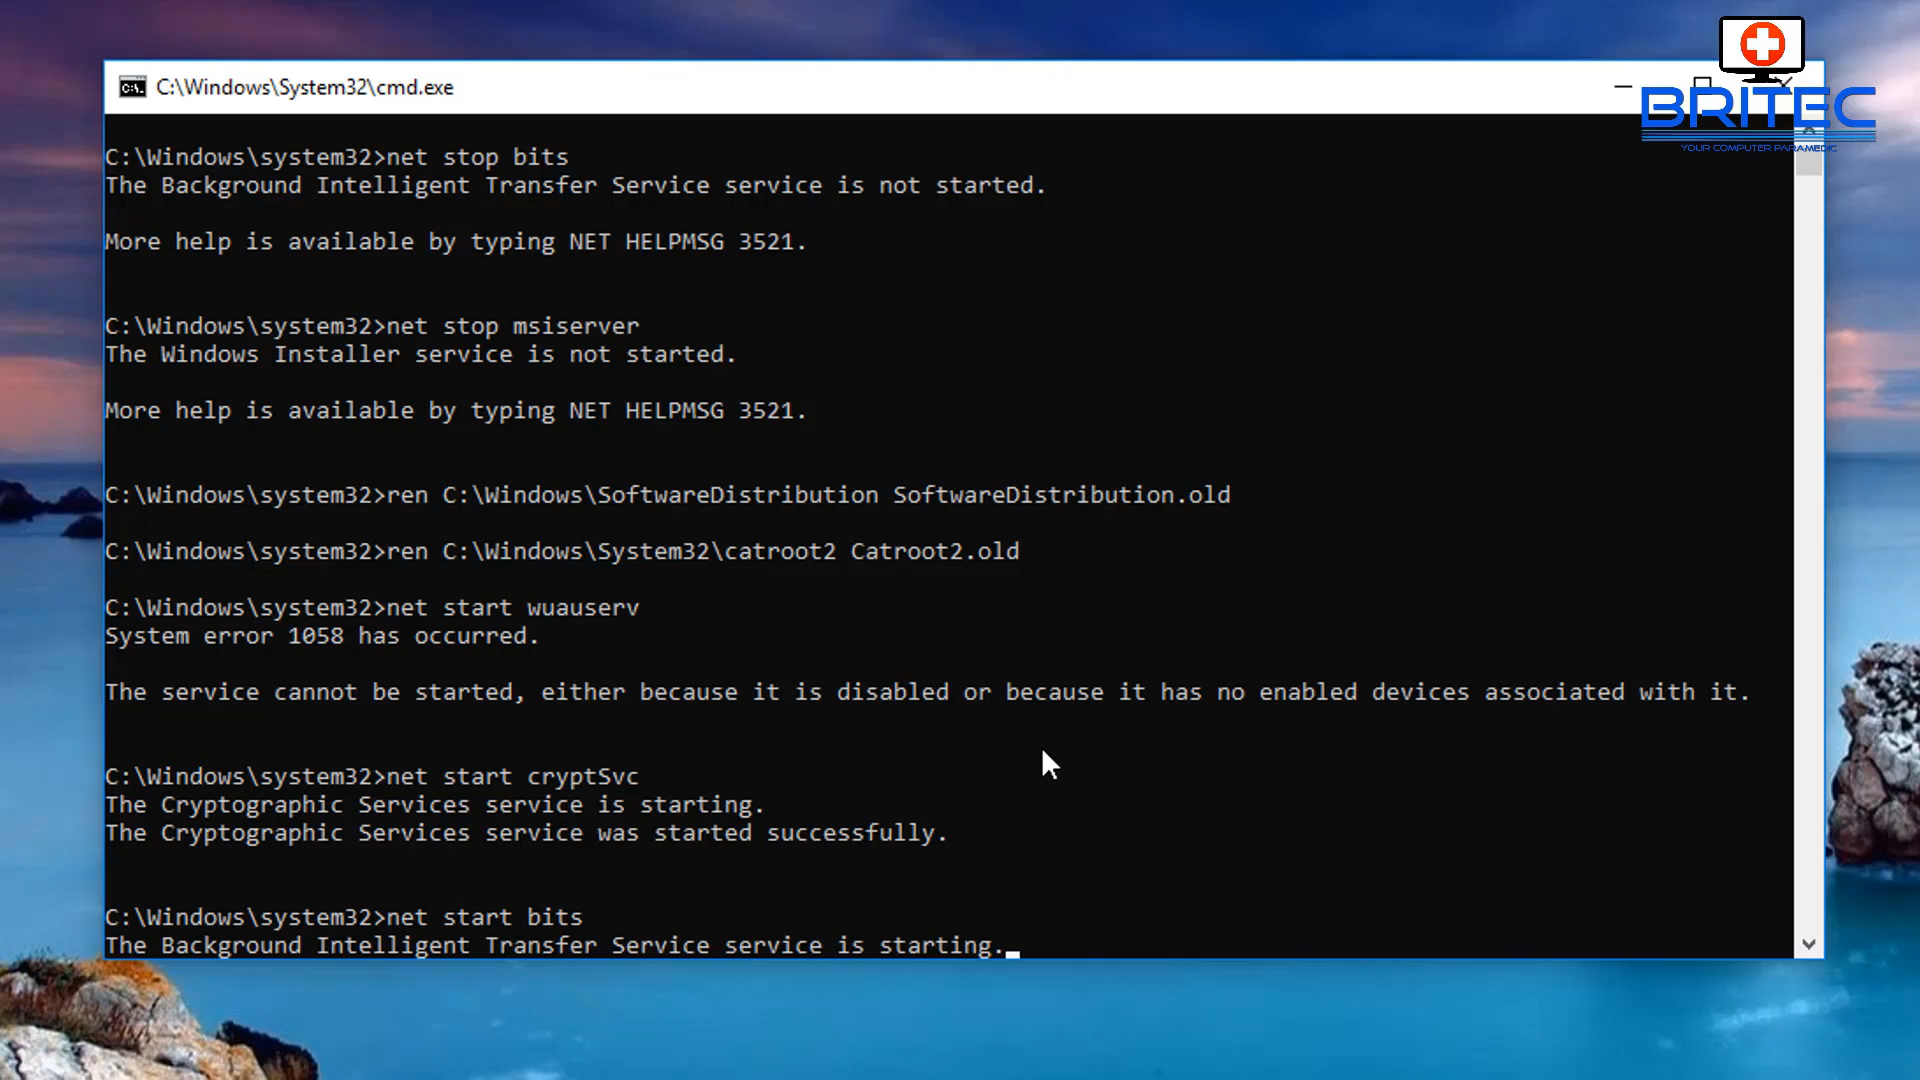 BRITEC
YOUR COMPUTER PARAMEDIC
C:\Windows\System32\cmd.exe
C:\Windows\system32>net stop bits
The Background Intelligent Transfer Service service is not started.
More help is available by typing NET HELPMSG 3521.
C:\Windows\system32>net stop msiserver
The Windows Installer service is not started.
More help is available by typing NET HELPMSG 3521.
C:\Windows\system32>ren C:\Windows\SoftwareDistribution SoftwareDistribution.old
C:\Windows\system32>ren C:\Windows\System32\catroot2 Catroot2.old
C:\Windows\system32>net start wuauserv
System error 1058 has occurred.
The service cannot be started, either because it is disabled or because it has no enabled devices associated with it.
C:\Windows\system32>net start cryptSvc
The Cryptographic Services service is starting.
The Cryptographic Services service was started successfully.
C:\Windows\system32>net start bits
The Background Intelligent Transfer Service service is starting.